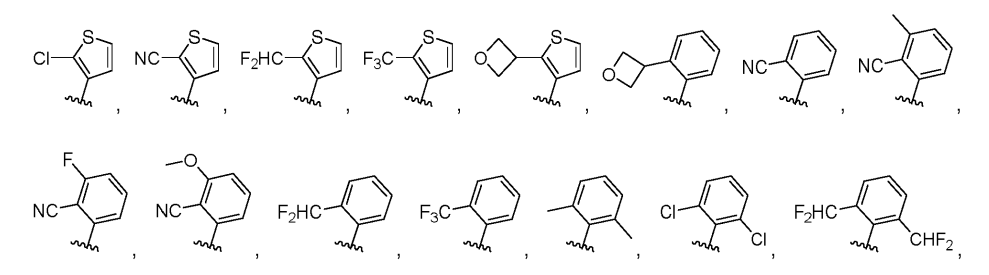 Cl S , NC S , F₂HC S , F₃C S , O S , O , NC , NC ,
F NC , O NC , F₂HC , F₃C , , Cl Cl , F₂HC CHF₂ ,